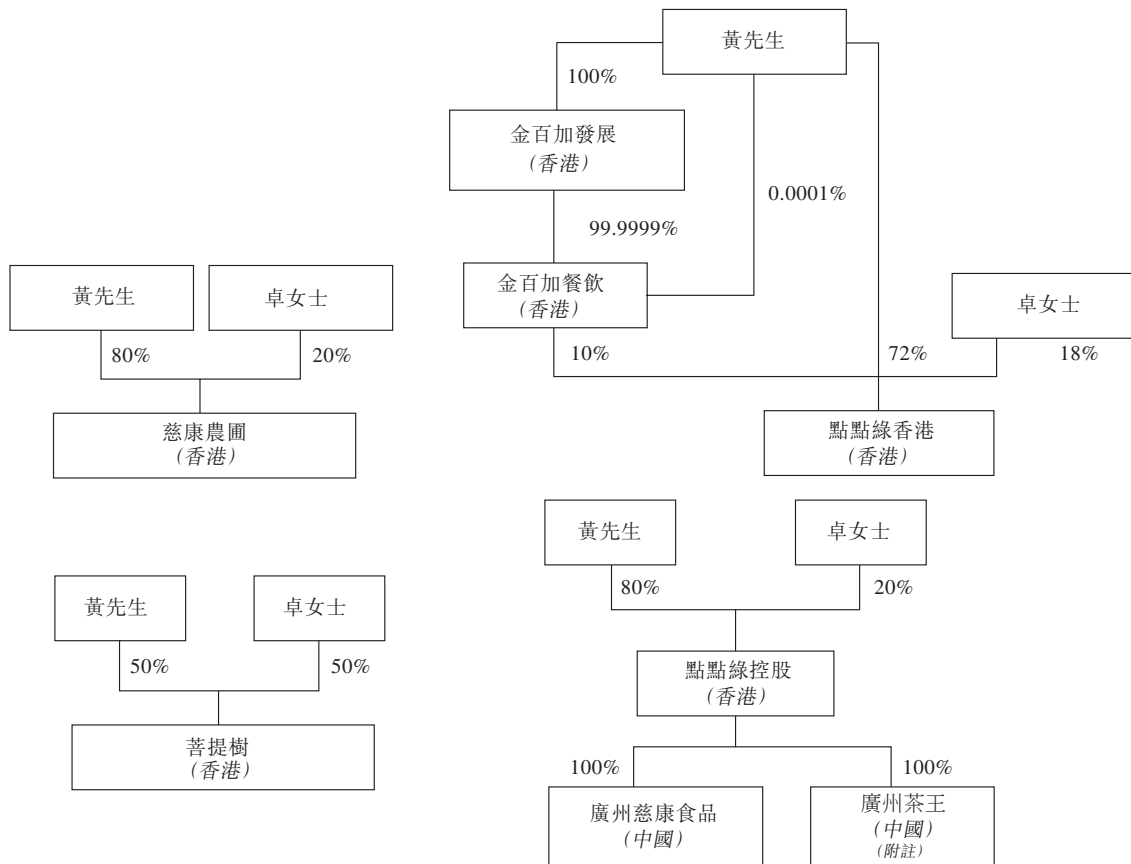 黃先生
100%
金百加發展
(香港)
0.0001%
99.9999%
金百加餐飲
(香港)
卓女士
10%
72%
18%
點點綠香港
(香港)
黃先生
卓女士
80%
20%
慈康農圃
(香港)
黃先生
卓女士
50%
50%
菩提樹
(香港)
黃先生
卓女士
80%
20%
點點綠控股
(香港)
100%
100%
廣州慈康食品
(中國)
廣州茶王
(中國)
(附註)